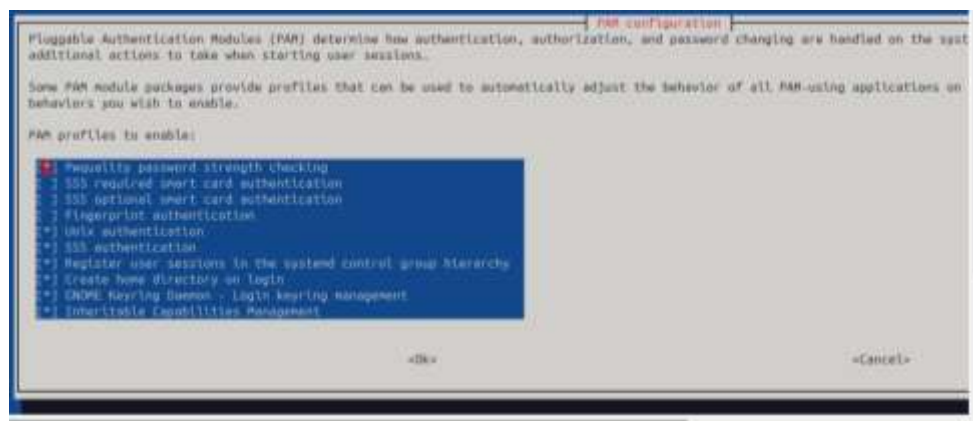 PAM configuration
Pluggable Authentication Modules (PAM) determine how authentication, authorization, and password changing are handled on the syst
additional actions to take when starting user sessions.
Some PAM module packages provide profiles that can be used to automatically adjust the behavior of all PAM-using applications on
behaviors you wish to enable.
PAM profiles to enable:
[*] Pwquality password strength checking
[ ] SSS required smart card authentication
[ ] SSS optional smart card authentication
[ ] Fingerprint authentication
[*] Unix authentication
[*] SSS authentication
[*] Register user sessions in the systemd control group hierarchy
[*] Create home directory on login
[*] GNOME Keyring Daemon - Login keyring management
[*] Inheritable Capabilities Management
<Ok>
<Cancel>